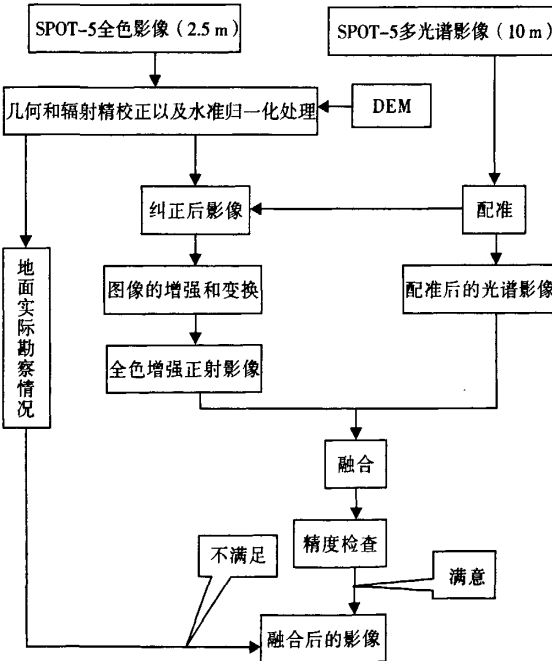 SPOT-5全色影像（2.5 m）
SPOT-5多光谱影像（10 m）
几何和辐射精校正以及水准归一化处理
DEM
纠正后影像
配准
地面实际勘察情况
图像的增强和变换
配准后的光谱影像
全色增强正射影像
融合
精度检查
不满足
满意
融合后的影像